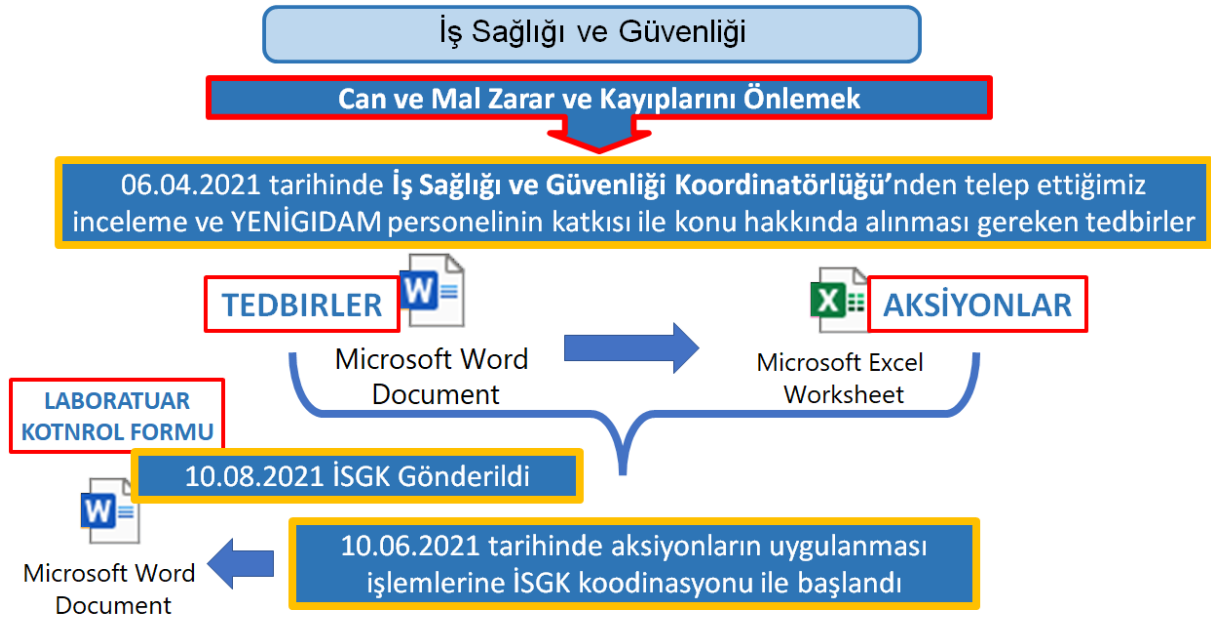 İş Sağlığı ve Güvenliği
Can ve Mal Zarar ve Kayıplarını Önlemek
06.04.2021 tarihinde İş Sağlığı ve Güvenliği Koordinatörlüğü’nden telep ettiğimiz
inceleme ve YENİGIDAM personelinin katkısı ile konu hakkında alınması gereken tedbirler
TEDBIRLER
W
Microsoft Word
Document
X
AKSİYONLAR
Microsoft Excel
Worksheet
LABORATUAR
KOTNROL FORMU
10.08.2021 İSGK Gönderildi
W
Microsoft Word
Document
10.06.2021 tarihinde aksiyonların uygulanması
işlemlerine İSGK koodinasyonu ile başlandı